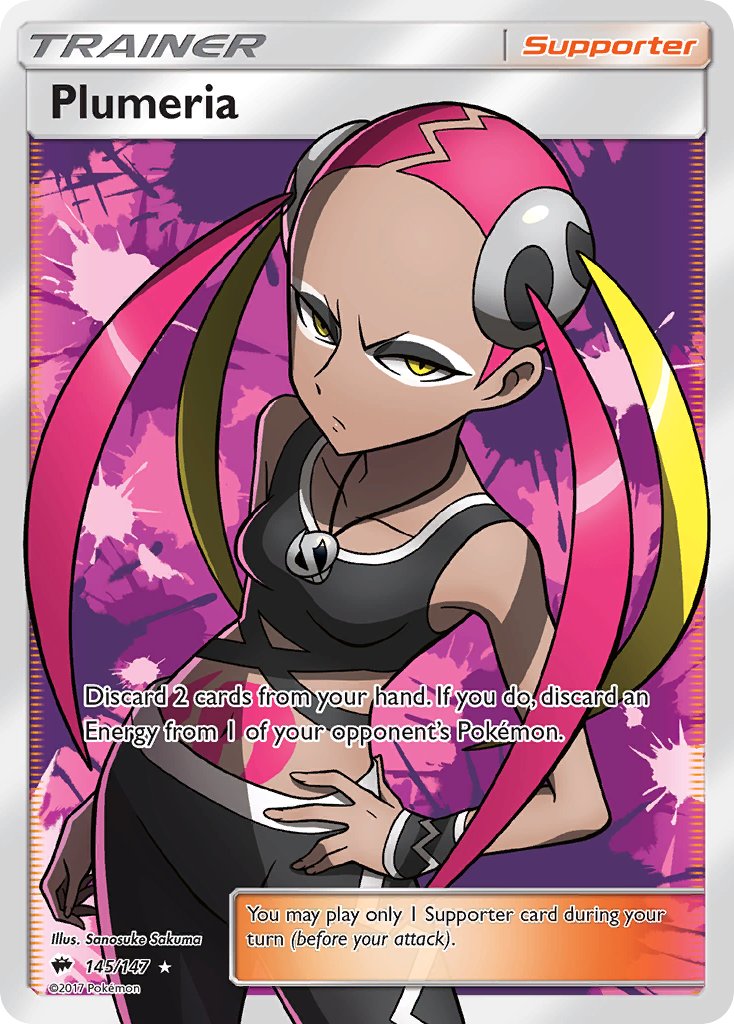 TRAINER
Supporter
Plumeria
Discard 2 cards from your hand. If you do, discard an
Energy from 1 of your opponent's Pokémon.
You may play only 1 Supporter card during your
turn (before your attack).
Illus. Sanosuke Sakuma
145/147
©2017 Pokémon